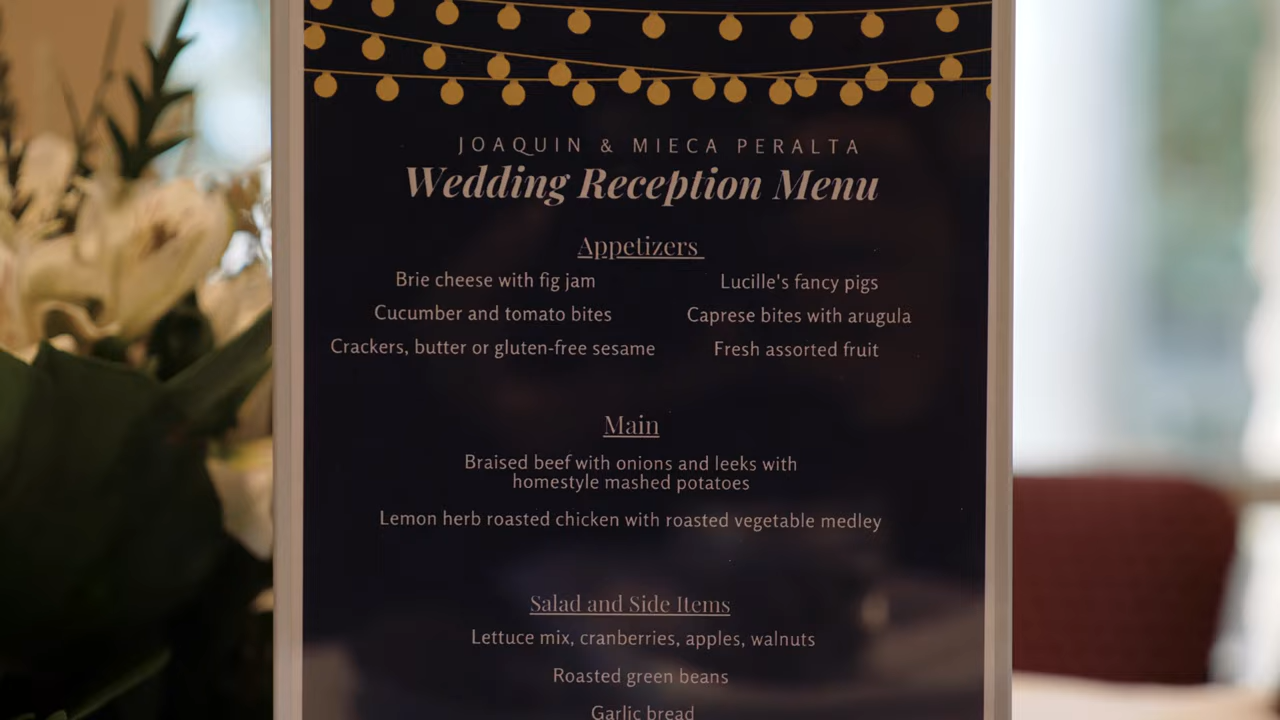 JOAQUIN & MIECA PERALTA
Wedding Reception Menu
Appetizers
Brie cheese with fig jam
Lucille's fancy pigs
Cucumber and tomato bites
Caprese bites with arugula
Crackers, butter or gluten-free sesame
Fresh assorted fruit
Main
Braised beef with onions and leeks with
homestyle mashed potatoes
Lemon herb roasted chicken with roasted vegetable medley
Salad and Side Items
Lettuce mix, cranberries, apples, walnuts
Roasted green beans
Garlic bread